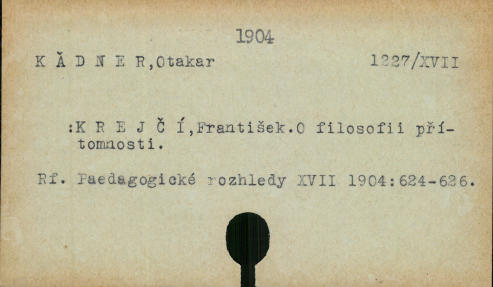 1904
K Ă D N E R,Otakar 1227/XVII
:K R E J Č Í,František.O filosofii pří-
tomnosti.
Rf. Paedagogické rozhledy XVII 1904:624-626.